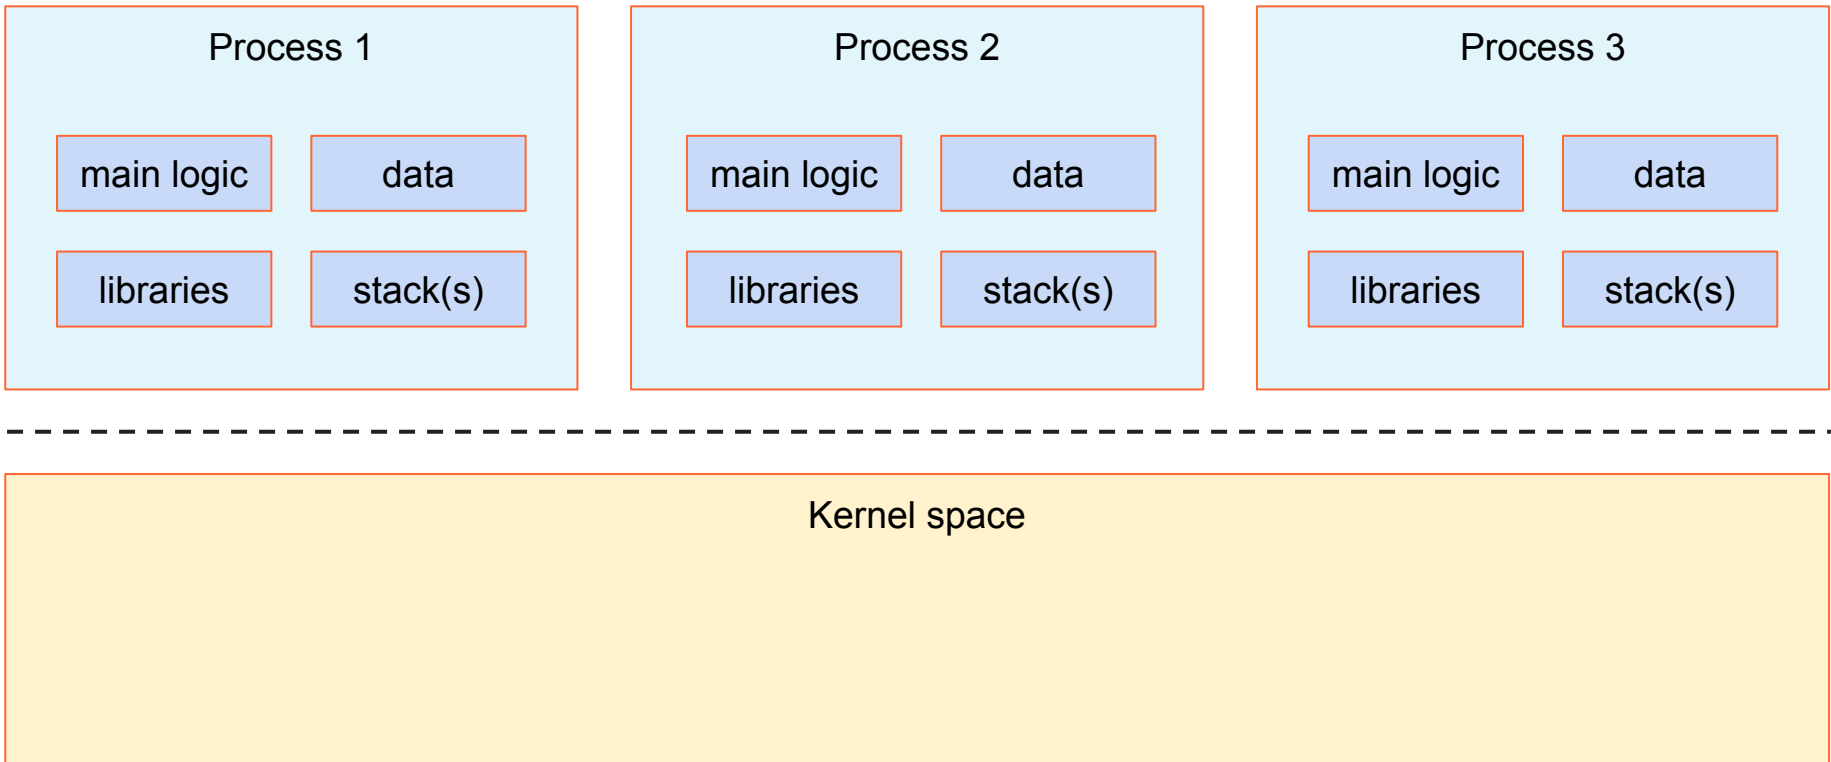 Process 1
main logic
data
libraries
stack(s)
Process 2
main logic
data
libraries
stack(s)
Process 3
main logic
data
libraries
stack(s)
Kernel space